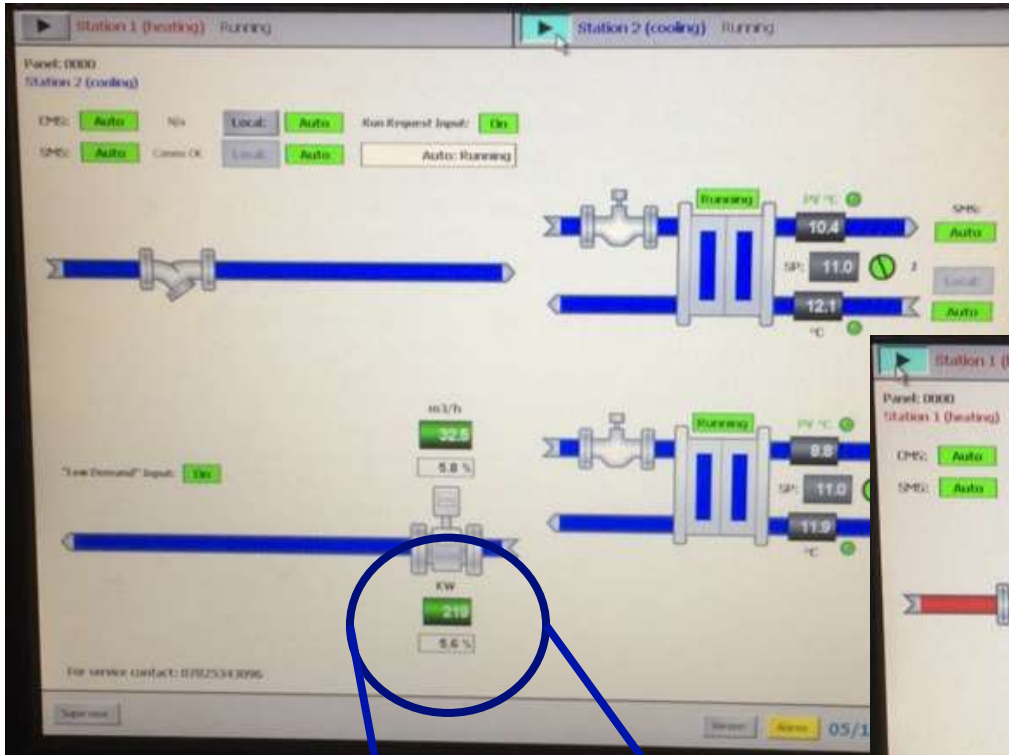 Station 1 (heating) Running
Station 2 (cooling) Running
Panel: 0000
Station 2 (cooling)
CMS: Auto N/a Local: Auto Run Request Input: On
SMS: Auto Comms OK Local: Auto Auto: Running
Running PV °C
10.4
SMS:
Auto
SP: 11.0
Local:
12.1
Auto
°C
m3/h
32.6
5.8 %
"Low Demand" Input: On
Running PV °C
8.8
SP: 11.0
11.9
°C
KW
219
5.6 %
For service contact: 07825343096
Supervisor
Alarms 05/1
Station 1 (
Panel: 0000
Station 1 (heating)
CMS: Auto
SMS: Auto